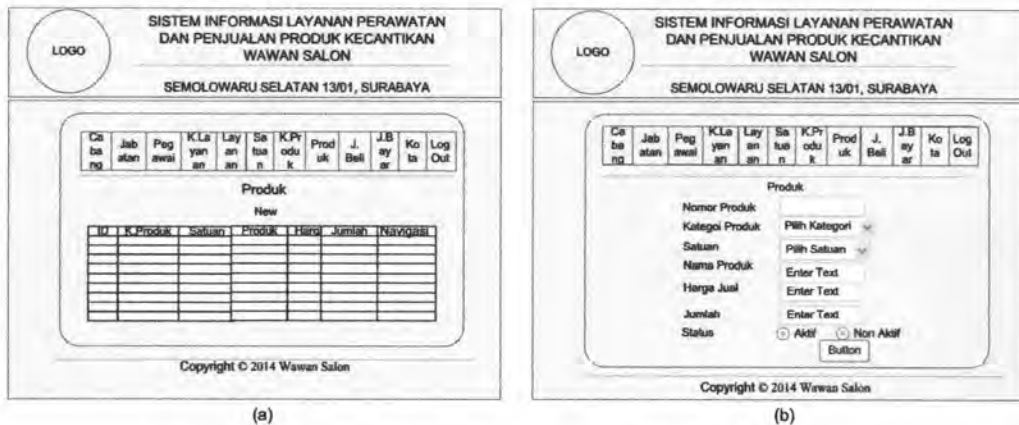 LOGO
SISTEM INFORMASI LAYANAN PERAWATAN
DAN PENJUALAN PRODUK KECANTIKAN
WAWAN SALON
SEMOLOWARU SELATAN 13/01, SURABAYA
Ca ba ng Jab atan Peg awai K.La yan an Lay an an Sa tua n K.Pr odu k Prod uk J. Beli J.B ay ar Ko ta Log Out
Produk
New
ID K.Produk Satuan Produk Harg Jumlah Navigasi
Copyright © 2014 Wawan Salon
(a)
LOGO
SISTEM INFORMASI LAYANAN PERAWATAN
DAN PENJUALAN PRODUK KECANTIKAN
WAWAN SALON
SEMOLOWARU SELATAN 13/01, SURABAYA
Ca ba ng Jab atan Peg awai K.La yan an Lay an an Sa tua n K.Pr odu k Prod uk J. Beli J.B ay ar Ko ta Log Out
Produk
Nomor Produk
Kategoi Produk Pilih Kategori
Satuan Pilih Satuan
Nama Produk Enter Text
Harga Jual Enter Text
Jumlah Enter Text
Status Aktif Non Aktif
Button
Copyright © 2014 Wawan Salon
(b)